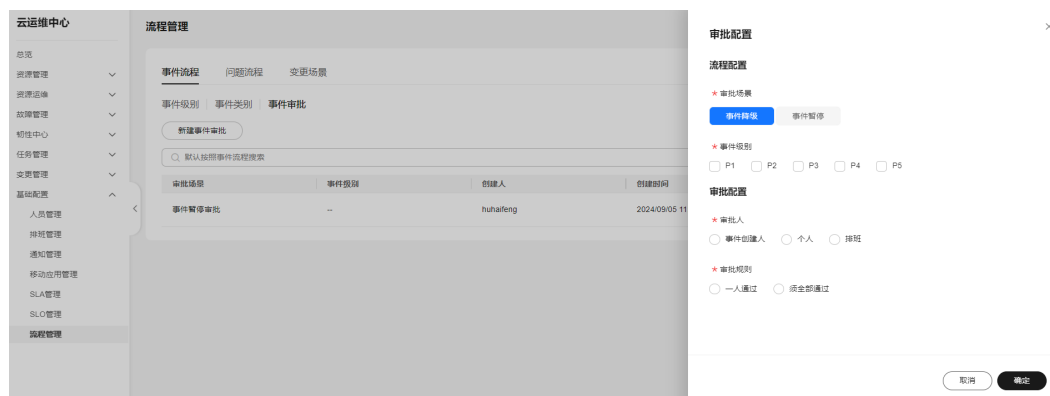 云运维中心
总览
资源管理
资源运维
故障管理
韧性中心
任务管理
变更管理
基础配置
人员管理
排班管理
通知管理
移动应用管理
SLA管理
SLO管理
流程管理
流程管理
事件流程 问题流程 变更场景
事件级别 事件类别 事件审批
新建事件审批
默认按照事件流程搜索
审批场景 事件级别 创建人 创建时间
事件暂停审批 -- huhaifeng 2024/09/05 11
审批配置
流程配置
* 审批场景
事件降级 事件暂停
* 事件级别
P1 P2 P3 P4 P5
审批配置
* 审批人
事件创建人 个人 排班
* 审批规则
一人通过 须全部通过
取消 确定